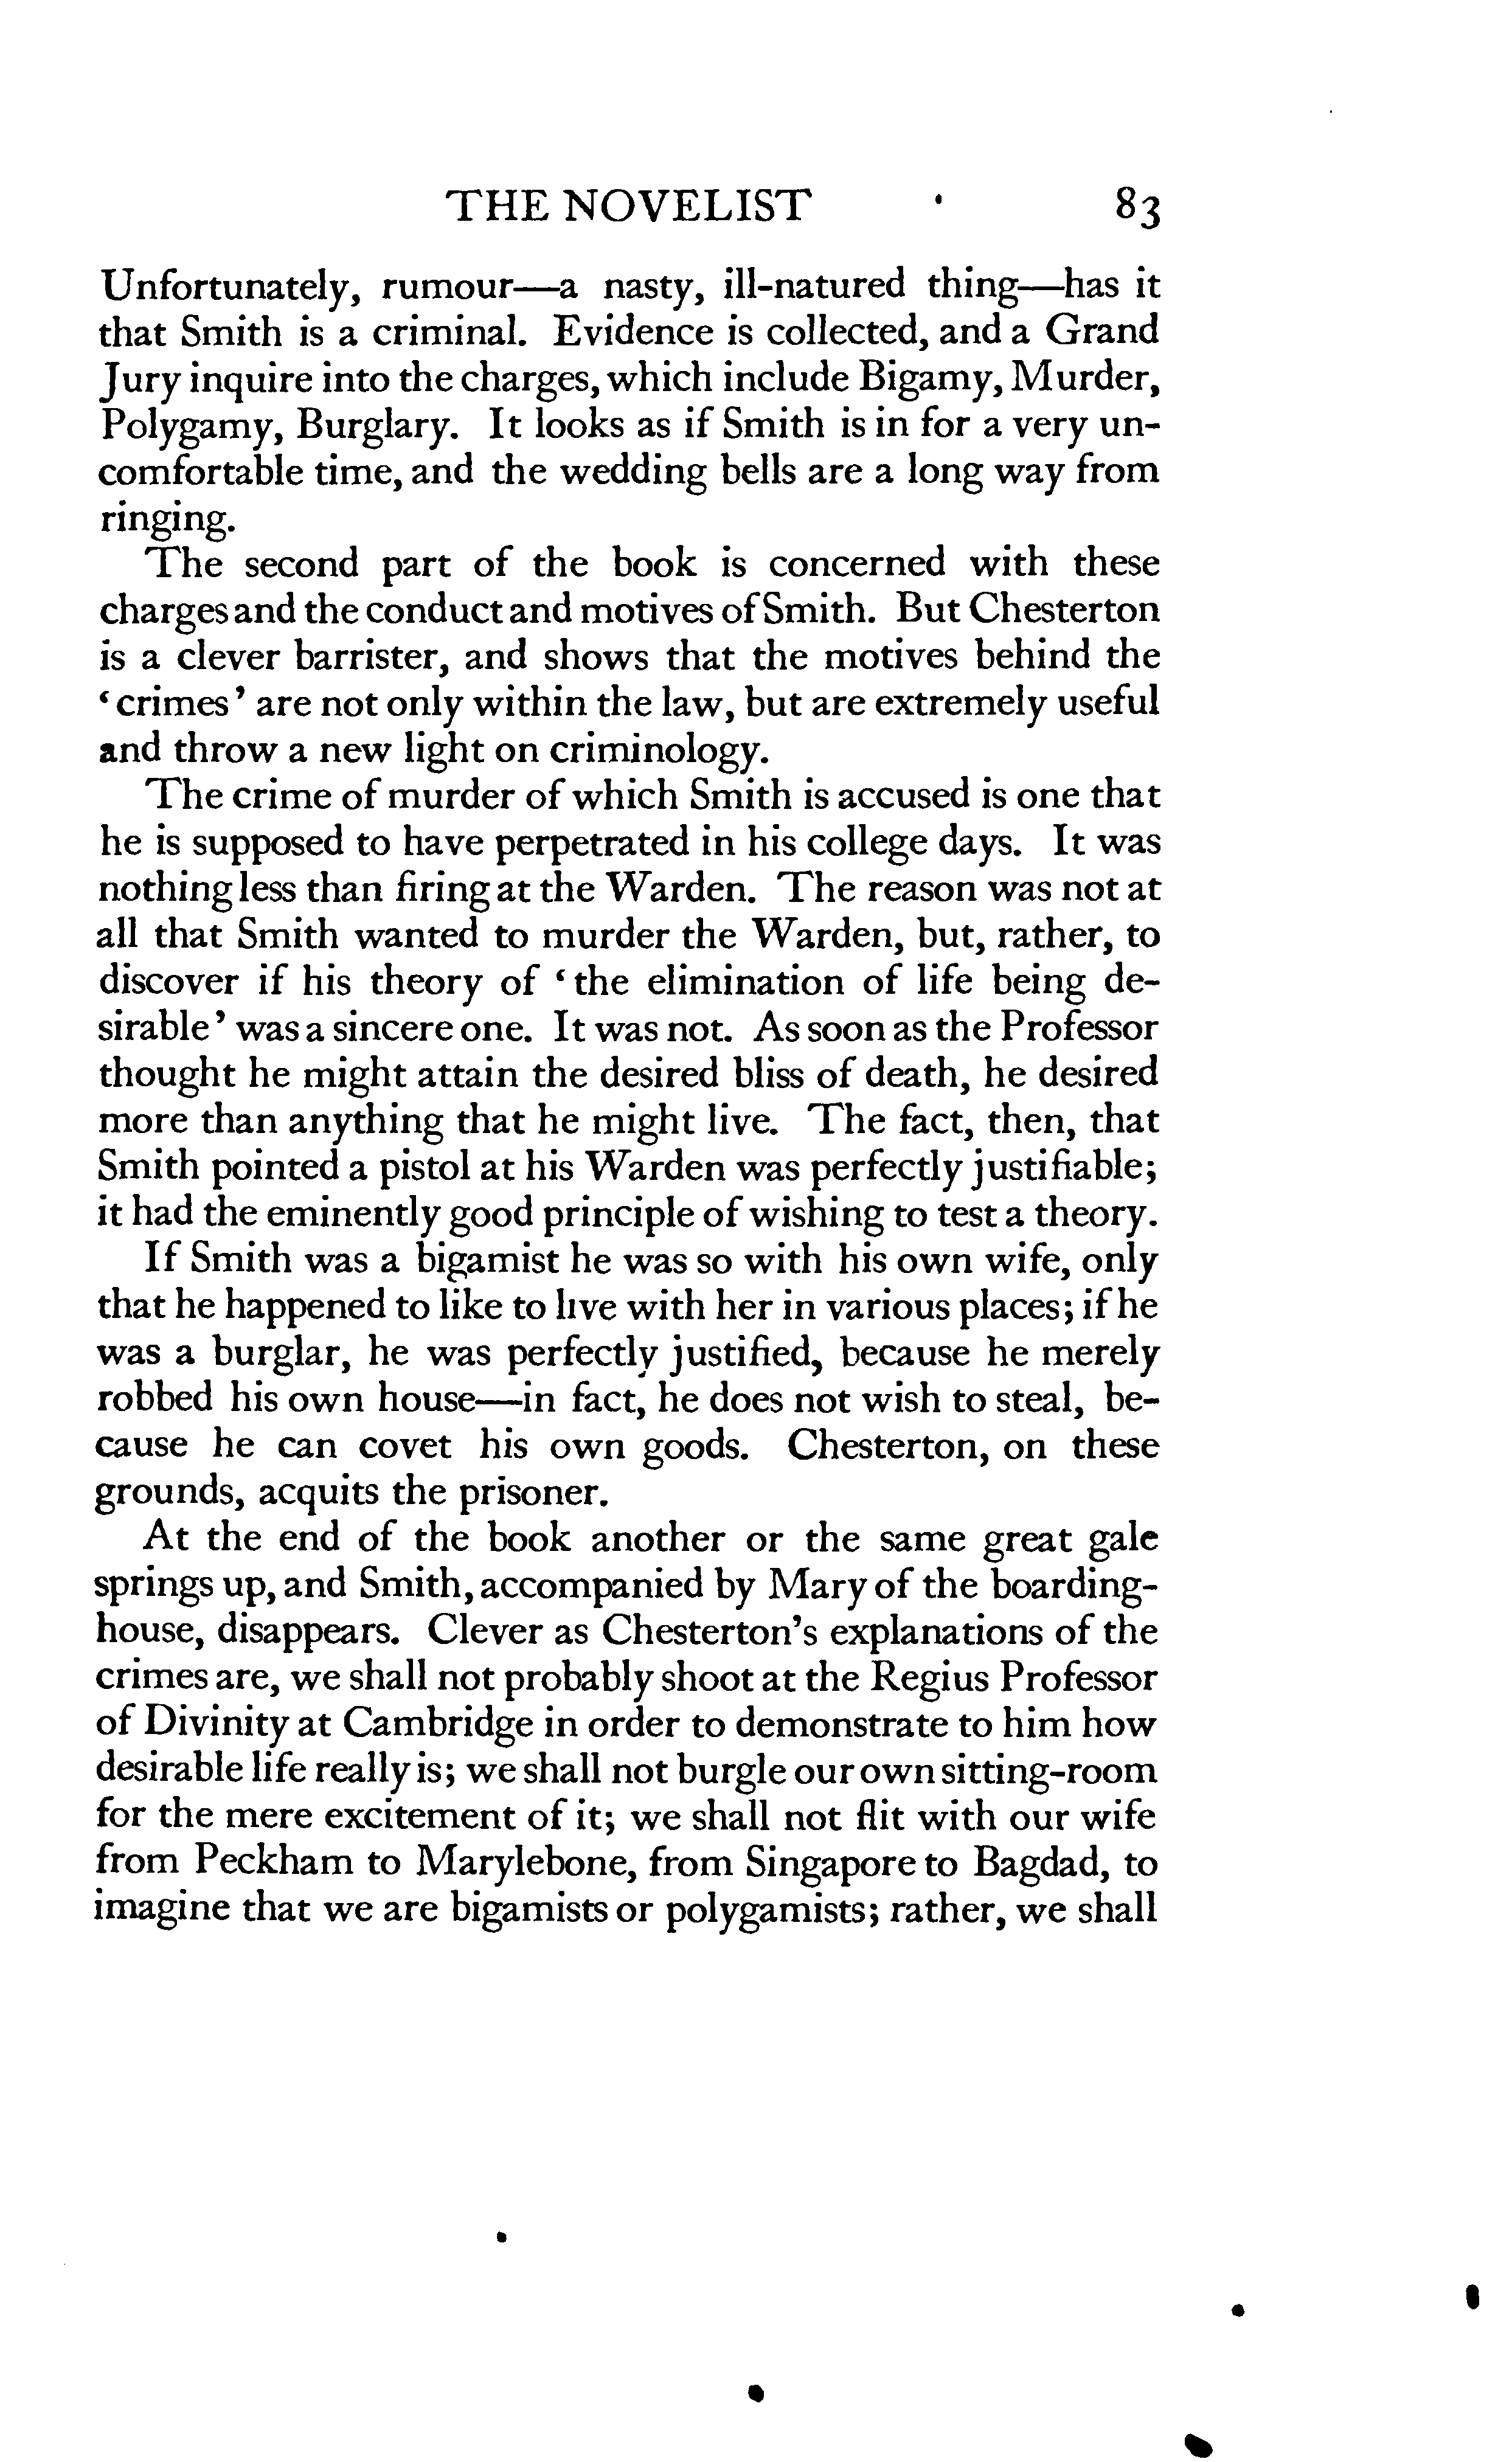 THE NOVELIST 83
Unfortunately, rumour—a nasty, ill-natured thing—has it
that Smith is a criminal. Evidence is collected, and a Grand
Jury inquire into the charges, which include Bigamy, Murder,
Polygamy, Burglary. It looks as if Smith is in for a very un-
comfortable time, and the wedding bells are a long way from
ringing.
The second part of the book is concerned with these
charges and the conduct and motives of Smith. But Chesterton
is a clever barrister, and shows that the motives behind the
‘crimes’ are not only within the law, but are extremely useful
and throw a new light on criminology.
The crime of murder of which Smith is accused is one that
he is supposed to have perpetrated in his college days. It was
nothing less than firing at the Warden. The reason was not at
all that Smith wanted to murder the Warden, but, rather, to
discover if his theory of ‘the elimination of life being de-
sirable’ was a sincere one. It was not. As soon as the Professor
thought he might attain the desired bliss of death, he desired
more than anything that he might live. The fact, then, that
Smith pointed a pistol at his Warden was perfectly justifiable;
it had the eminently good principle of wishing to test a theory.
If Smith was a bigamist he was so with his own wife, only
that he happened to like to live with her in various places; if he
was a burglar, he was perfectly justified, because he merely
robbed his own house—in fact, he does not wish to steal, be-
cause he can covet his own goods. Chesterton, on these
grounds, acquits the prisoner.
At the end of the book another or the same great gale
springs up, and Smith, accompanied by Mary of the boarding-
house, disappears. Clever as Chesterton’s explanations of the
crimes are, we shall not probably shoot at the Regius Professor
of Divinity at Cambridge in order to demonstrate to him how
desirable life really is; we shall not burgle our own sitting-room
for the mere excitement of it; we shall not flit with our wife
from Peckham to Marylebone, from Singapore to Bagdad, to
imagine that we are bigamists or polygamists; rather, we shall